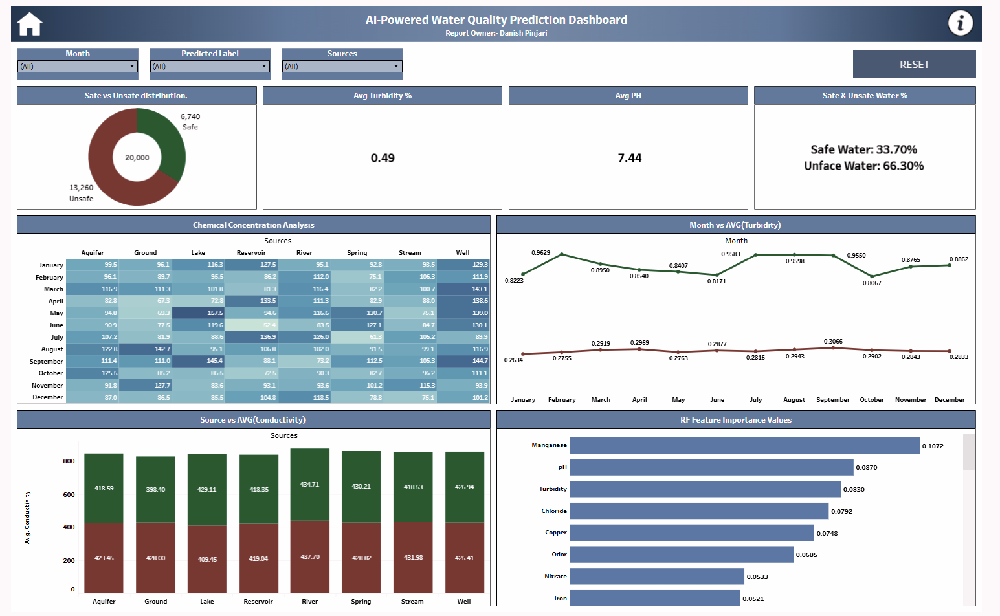 AI-Powered Water Quality Prediction Dashboard
Report Owner:- Danish Pinjari
i
Month
(All)
Predicted Label
(All)
Sources
(All)
RESET
Safe vs Unsafe distribution.
6,740
Safe
20,000
13,260
Unsafe
Avg Turbidity %
0.49
Avg PH
7.44
Safe & Unsafe Water %
Safe Water: 33.70%
Unface Water: 66.30%
Chemical Concentration Analysis
Sources
Aquifer Ground Lake Reservoir River Spring Stream Well
January 99.5 96.1 116.3 127.5 95.1 92.8 93.5 129.3
February 96.1 89.7 95.5 86.2 112.0 75.1 106.3 111.9
March 116.9 111.3 101.8 81.3 116.4 82.2 100.7 143.1
April 82.8 67.3 72.8 133.5 111.3 82.9 88.0 138.6
May 94.8 69.3 157.5 94.6 116.6 130.7 75.1 139.0
June 90.9 77.5 119.6 52.4 83.5 127.1 84.7 130.1
July 107.2 81.9 88.6 136.9 126.0 61.3 105.2 89.9
August 122.8 142.7 95.1 106.8 102.0 91.5 99.1 116.9
September 111.4 111.0 145.4 88.1 73.2 112.5 105.3 144.7
October 125.5 85.2 86.5 72.5 90.3 82.7 96.2 111.1
November 91.8 127.7 83.6 93.1 93.6 101.2 115.3 93.9
December 87.0 86.5 85.5 104.8 118.5 78.8 75.1 101.2
Month vs AVG(Turbidity)
Month
0.8223 0.9629 0.8950 0.8540 0.8407 0.8171 0.9583 0.9598 0.9550 0.8067 0.8765 0.8862
0.2634 0.2755 0.2919 0.2969 0.2763 0.2877 0.2816 0.2943 0.3066 0.2902 0.2843 0.2833
January February March April May June July August September October November December
Source vs AVG(Conductivity)
Sources
Avg. Conductivity
800
600
400
200
0
418.59 398.40 429.11 418.35 434.71 430.21 418.53 426.94
423.45 428.00 409.45 419.04 437.70 428.82 431.98 425.41
Aquifer Ground Lake Reservoir River Spring Stream Well
RF Feature Importance Values
Manganese 0.1072
pH 0.0870
Turbidity 0.0830
Chloride 0.0792
Copper 0.0748
Odor 0.0685
Nitrate 0.0533
Iron 0.0521